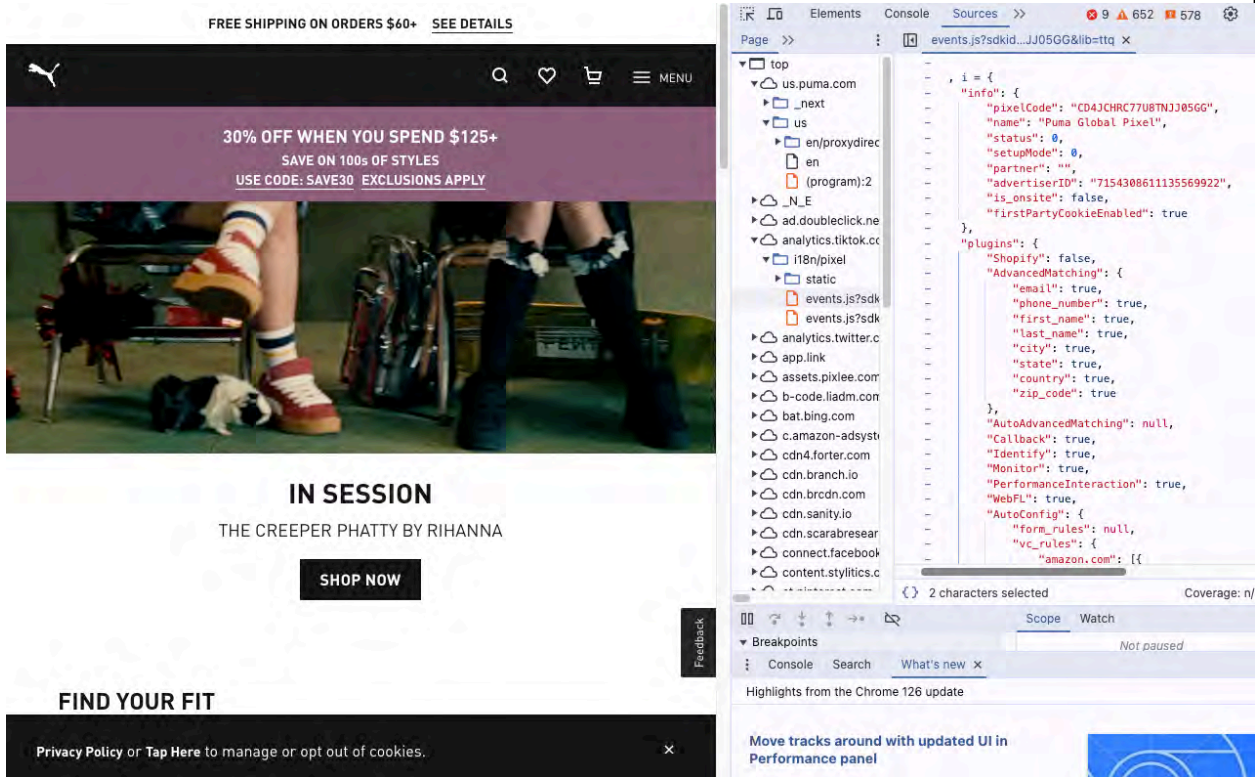 FREE SHIPPING ON ORDERS $60+ SEE DETAILS
MENU
30% OFF WHEN YOU SPEND $125+
SAVE ON 100s OF STYLES
USE CODE: SAVE30 EXCLUSIONS APPLY
IN SESSION
THE CREEPER PHATTY BY RIHANNA
SHOP NOW
Feedback
FIND YOUR FIT
Privacy Policy or Tap Here to manage or opt out of cookies.
Elements Console Sources 9 652 578
Page
events.js?sdkid...JJ05GG&lib=ttq
top
us.puma.com
_next
us
en/proxydirec
en
(program):2
_N_E
ad.doubleclick.ne
analytics.tiktok.cc
i18n/pixel
static
events.js?sdk
events.js?sdk
analytics.twitter.c
app.link
assets.pixlee.com
b-code.liadm.com
bat.bing.com
c.amazon-adsyst
cdn4.forter.com
cdn.branch.io
cdn.brcdn.com
cdn.sanity.io
cdn.scarabresear
connect.facebook
content.stylitics.c
, i = {
"info": {
"pixelCode": "CD4JCHRC77U8TNJJ05GG",
"name": "Puma Global Pixel",
"status": 0,
"setupMode": 0,
"partner": "",
"advertiserID": "7154308611135569922",
"is_onsite": false,
"firstPartyCookieEnabled": true
},
"plugins": {
"Shopify": false,
"AdvancedMatching": {
"email": true,
"phone_number": true,
"first_name": true,
"last_name": true,
"city": true,
"state": true,
"country": true,
"zip_code": true
},
"AutoAdvancedMatching": null,
"Callback": true,
"Identify": true,
"Monitor": true,
"PerformanceInteraction": true,
"WebFL": true,
"AutoConfig": {
"form_rules": null,
"vc_rules": {
"amazon.com": [{
{} 2 characters selected Coverage: n/
Scope Watch
Breakpoints
Not paused
Console Search What's new
Highlights from the Chrome 126 update
Move tracks around with updated UI in
Performance panel